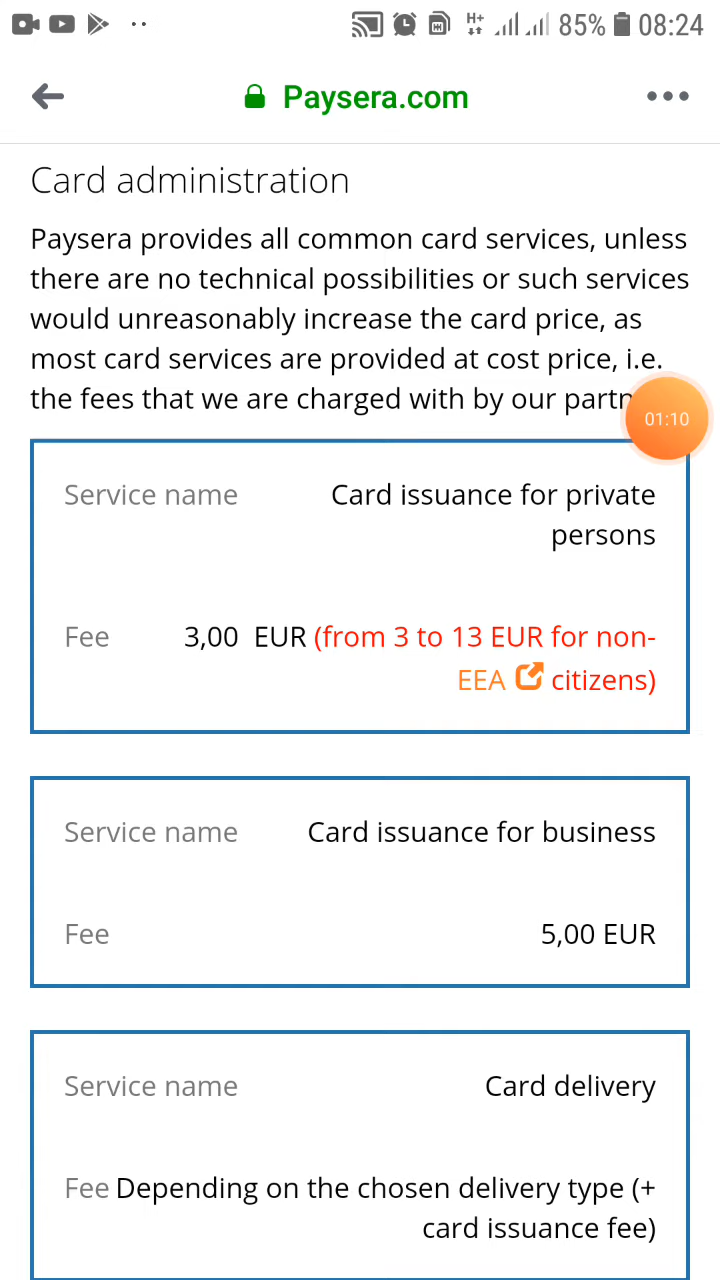 85% 08:24
Paysera.com
Card administration
Paysera provides all common card services, unless
there are no technical possibilities or such services
would unreasonably increase the card price, as
most card services are provided at cost price, i.e.
the fees that we are charged with by our partn
01:10
Service name Card issuance for private
persons
Fee 3,00 EUR (from 3 to 13 EUR for non-
EEA citizens)
Service name Card issuance for business
Fee 5,00 EUR
Service name Card delivery
Fee Depending on the chosen delivery type (+
card issuance fee)